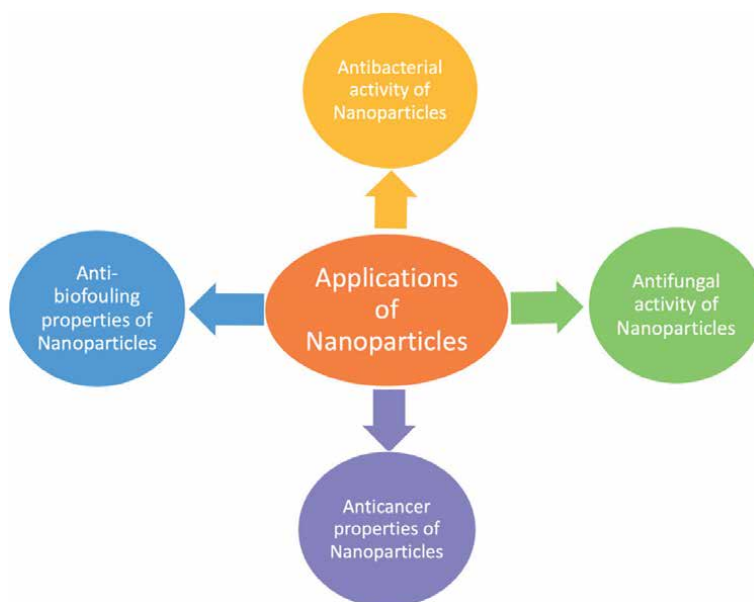 Antibacterial
activity of
Nanoparticles
Anti-
biofouling
properties of
Nanoparticles
Applications
of
Nanoparticles
Antifungal
activity of
Nanoparticles
Anticancer
properties of
Nanoparticles